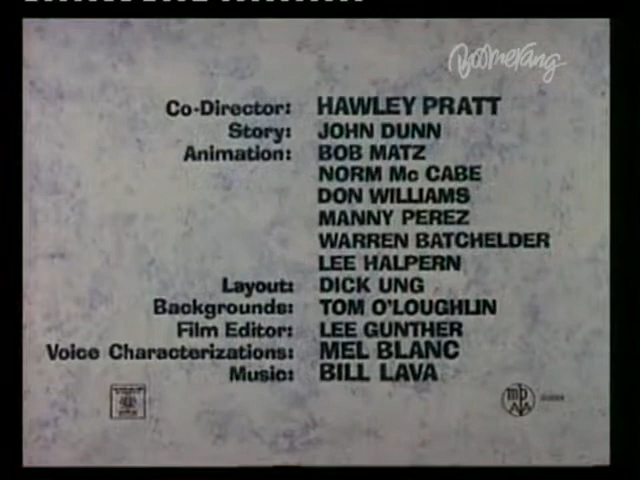 Boomerang
Co-Director: HAWLEY PRATT
Story: JOHN DUNN
Animation: BOB MATZ
NORM Mc CABE
DON WILLIAMS
MANNY PEREZ
WARREN BATCHELDER
LEE HALPERN
Layout: DICK UNG
Backgrounds: TOM O'LOUGHLIN
Film Editor: LEE GUNTHER
Voice Characterizations: MEL BLANC
Music: BILL LAVA